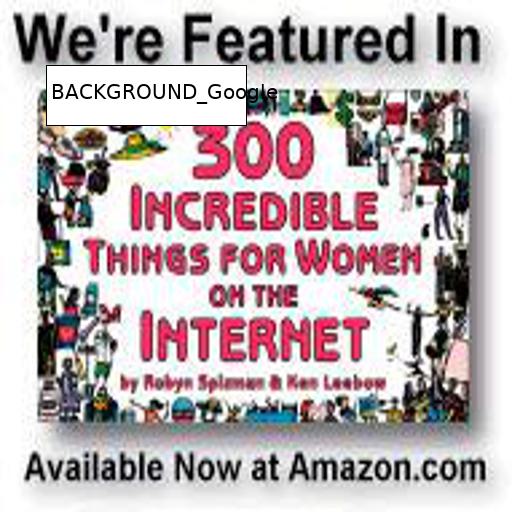 We're Featured In
BACKGROUND_Google
300
INCREDIBLE
THINGS FOR WOMEN
ON THE
INTERNET
by Robyn Spizman & Ken Leebow
Available Now at Amazon.com